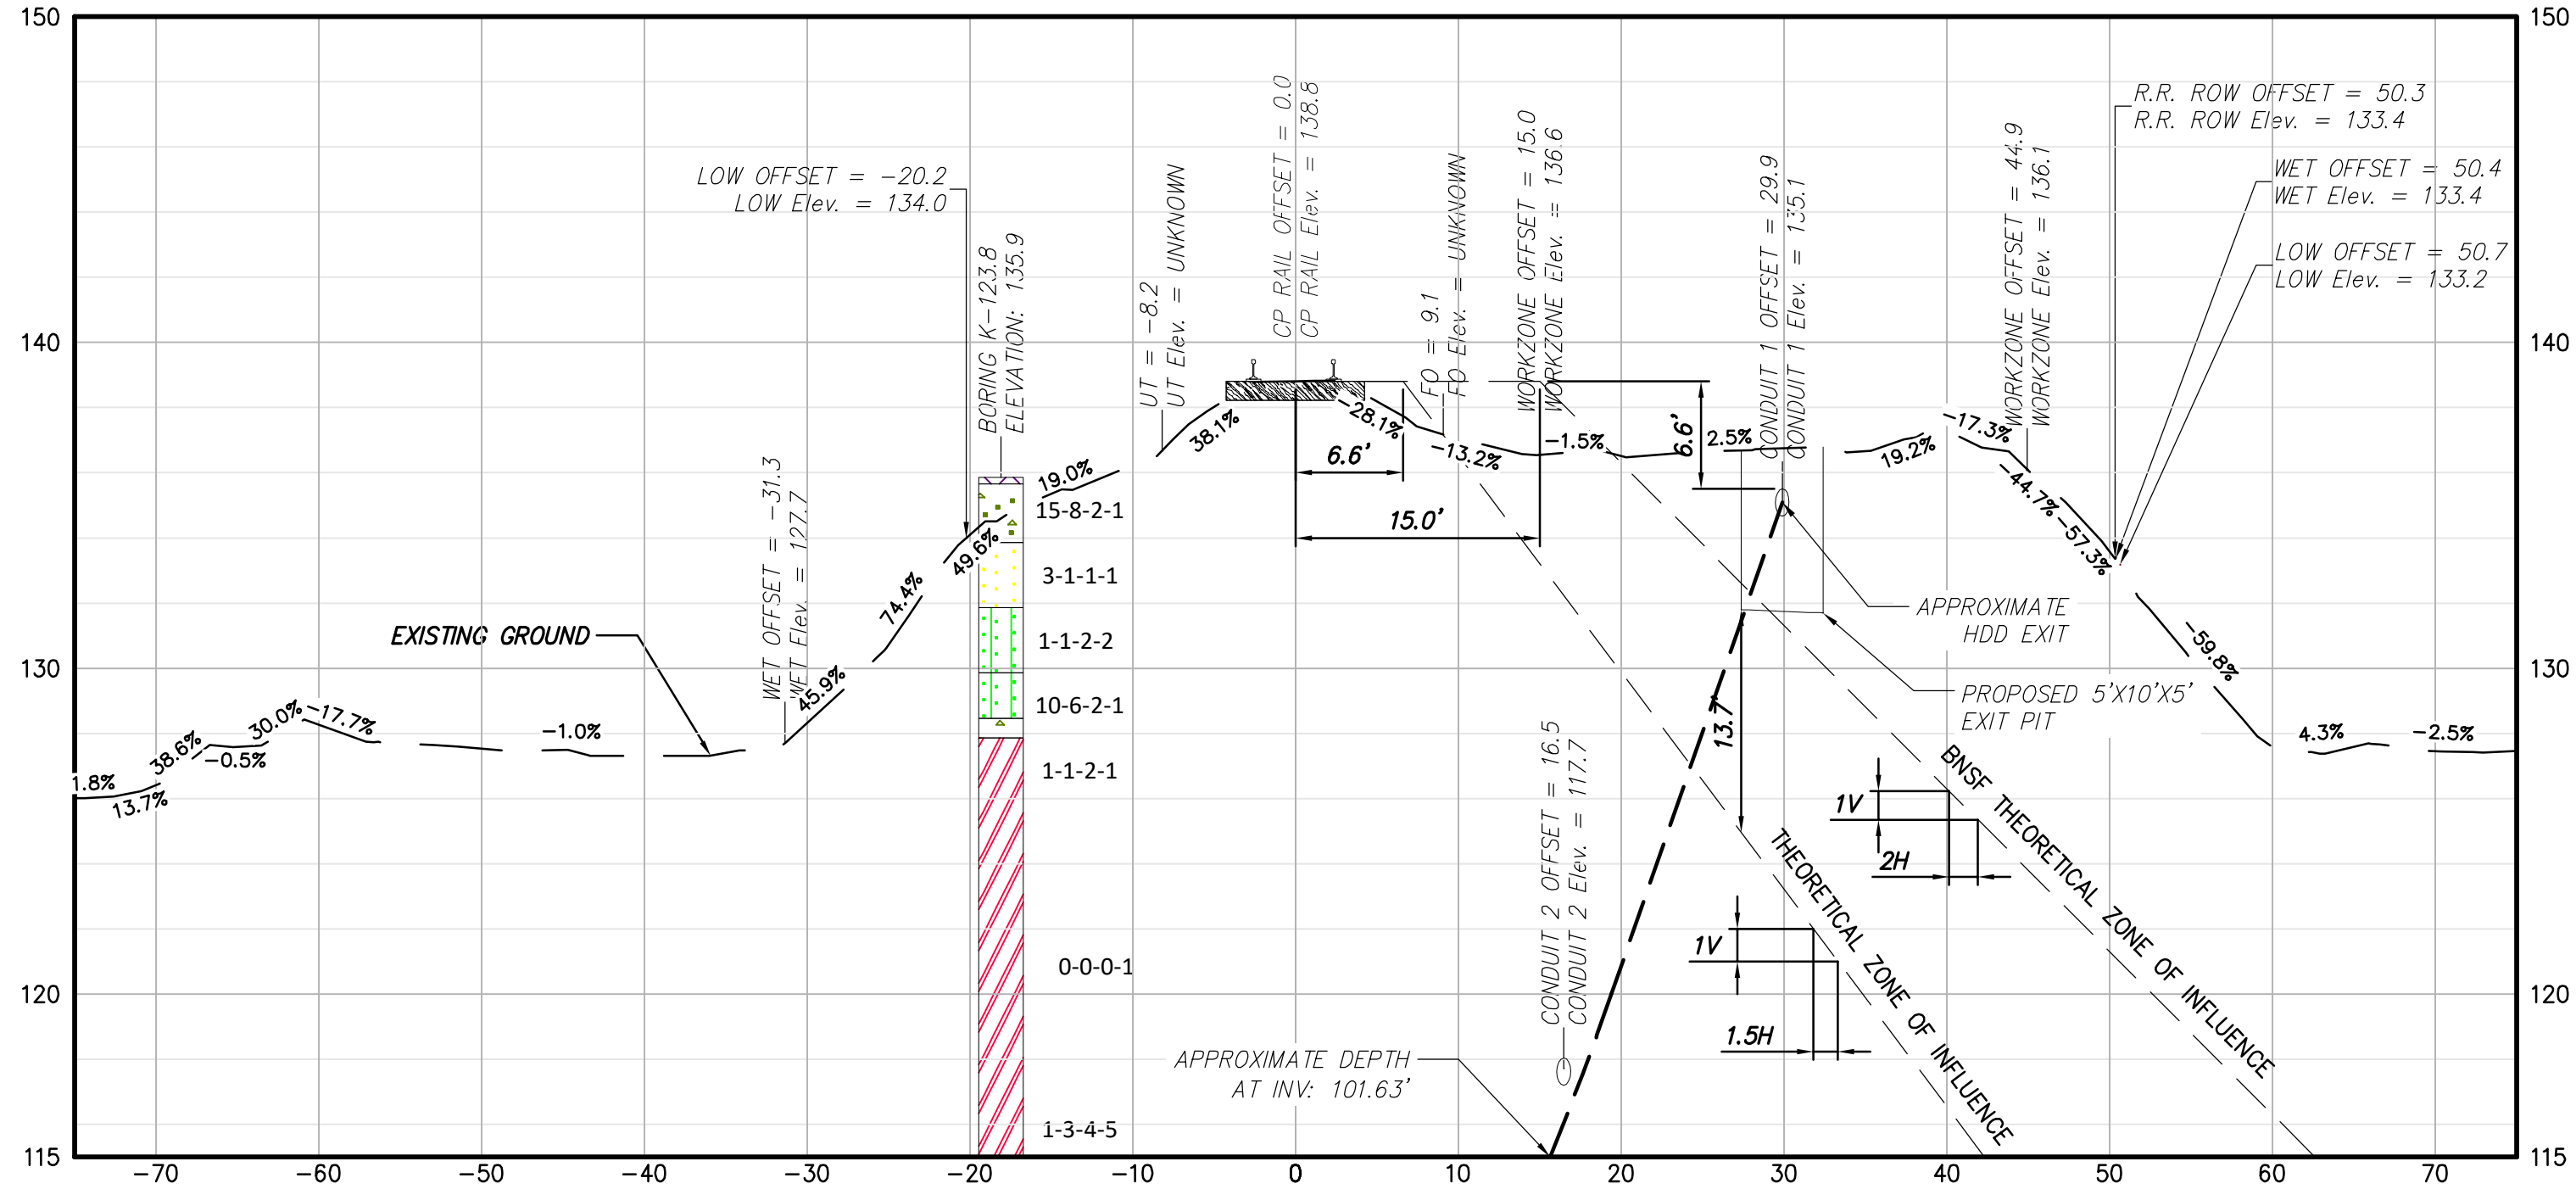 150
150
R.R. ROW OFFSET = 50.3
R.R. ROW Elev. = 133.4
CP RAIL OFFSET = 0.0
CP RAIL Elev. = 138.8
WORKZONE OFFSET = 15.0
WORKZONE Elev. = 136.6
WORKZONE OFFSET = 44.9
WORKZONE Elev. = 136.1
CONDUIT 1 OFFSET = 29.9
CONDUIT 1 Elev. = 135.1
LOW OFFSET = -20.2
LOW Elev. = 134.0
UT = -8.2
UT Elev. = UNKNOWN
FO = 9.1
FO Elev. = UNKNOWN
WET OFFSET = 50.4
WET Elev. = 133.4
BORING K-123.8
ELEVATION: 135.9
LOW OFFSET = 50.7
LOW Elev. = 133.2
140
140
38.1%
-28.1%
-13.2%
-1.5%
6.6'
6.6'
2.5%
19.2%
-17.3%
-44.7%
-57.3%
19.0%
15.0'
WET OFFSET = -31.3
WET Elev. = 127.7
15-8-2-1
49.6%
3-1-1-1
74.4%
EXISTING GROUND
1-1-2-2
APPROXIMATE
HDD EXIT
-59.8%
130
130
45.9%
10-6-2-1
PROPOSED 5'X10'X5'
EXIT PIT
13.7'
38.6%
-0.5%
30.0%
-17.7%
-1.0%
4.3%
-2.5%
1.8%
13.7%
1-1-2-1
CONDUIT 2 OFFSET = 16.5
CONDUIT 2 Elev. = 117.7
BNSF THEORETICAL ZONE OF INFLUENCE
1V
2H
THEORETICAL ZONE OF INFLUENCE
1V
1.5H
0-0-0-1
120
120
APPROXIMATE DEPTH
AT INV: 101.63'
1-3-4-5
115
115
-70
-60
-50
-40
-30
-20
-10
0
10
20
30
40
50
60
70